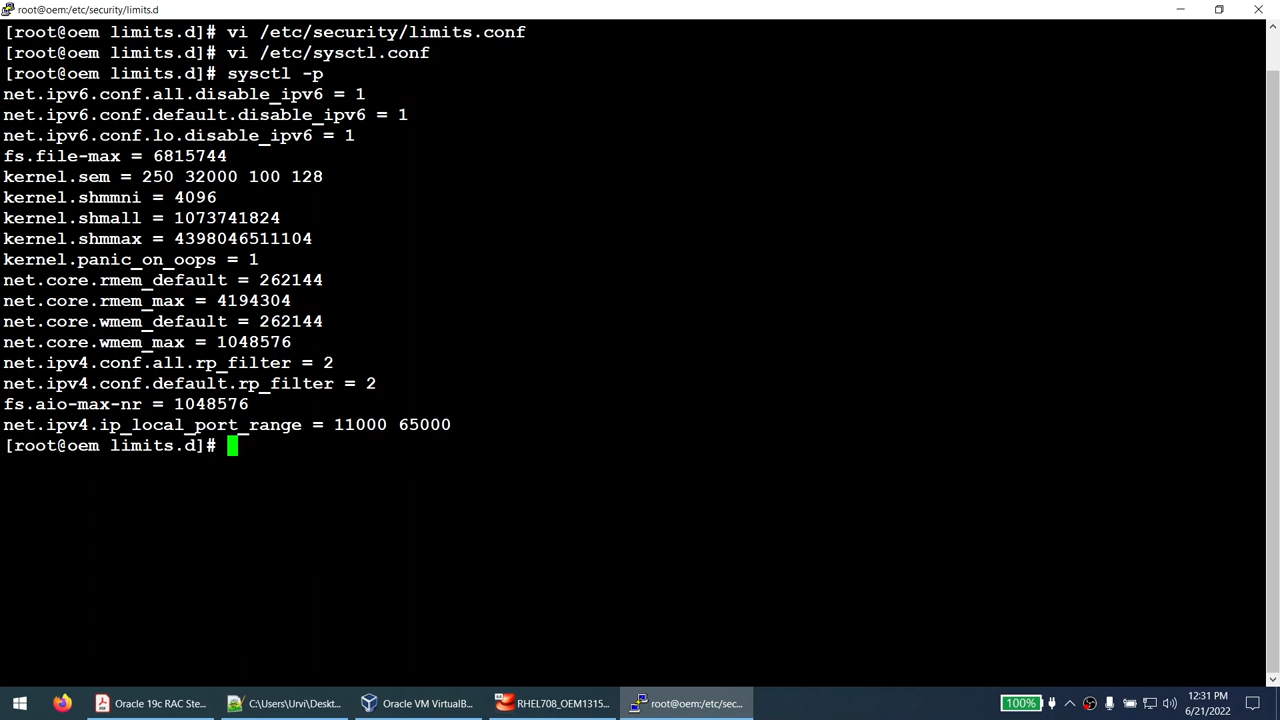 root@oem:/etc/security/limits.d
[root@oem limits.d]# vi /etc/security/limits.conf
[root@oem limits.d]# vi /etc/sysctl.conf
[root@oem limits.d]# sysctl -p
net.ipv6.conf.all.disable_ipv6 = 1
net.ipv6.conf.default.disable_ipv6 = 1
net.ipv6.conf.lo.disable_ipv6 = 1
fs.file-max = 6815744
kernel.sem = 250 32000 100 128
kernel.shmmni = 4096
kernel.shmall = 1073741824
kernel.shmmax = 4398046511104
kernel.panic_on_oops = 1
net.core.rmem_default = 262144
net.core.rmem_max = 4194304
net.core.wmem_default = 262144
net.core.wmem_max = 1048576
net.ipv4.conf.all.rp_filter = 2
net.ipv4.conf.default.rp_filter = 2
fs.aio-max-nr = 1048576
net.ipv4.ip_local_port_range = 11000 65000
[root@oem limits.d]#
Oracle 19c RAC Ste... C:\Users\Urvi\Deskt... Oracle VM VirtualB... RHEL708_OEM1315... root@oem:/etc/sec... 100% 12:31 PM
6/21/2022